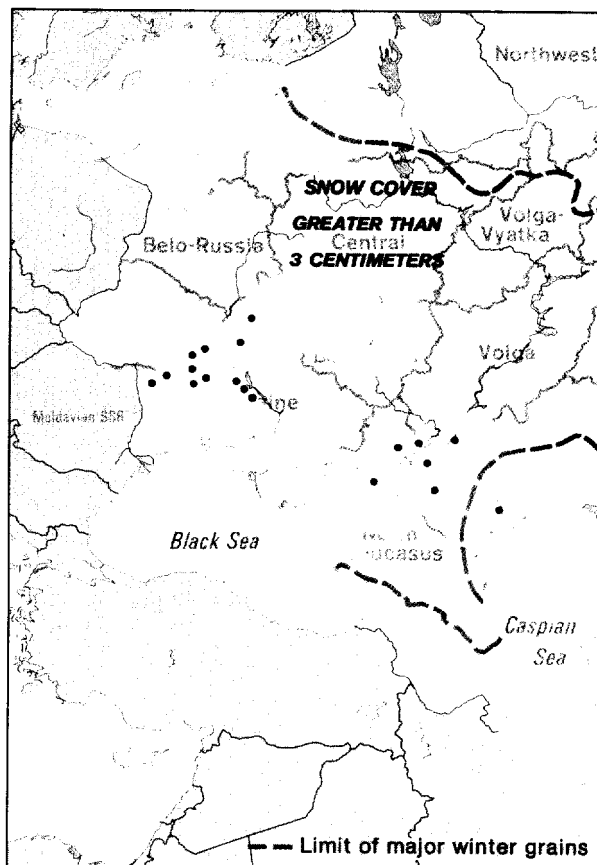 Northwest
SNOW COVER
GREATER THAN
3 CENTIMETERS
Volga-
Vyatka
Belo-Russia
Central
Volga
Moldavian SSR
Black Sea
Caspian
Sea
Limit of major winter grains